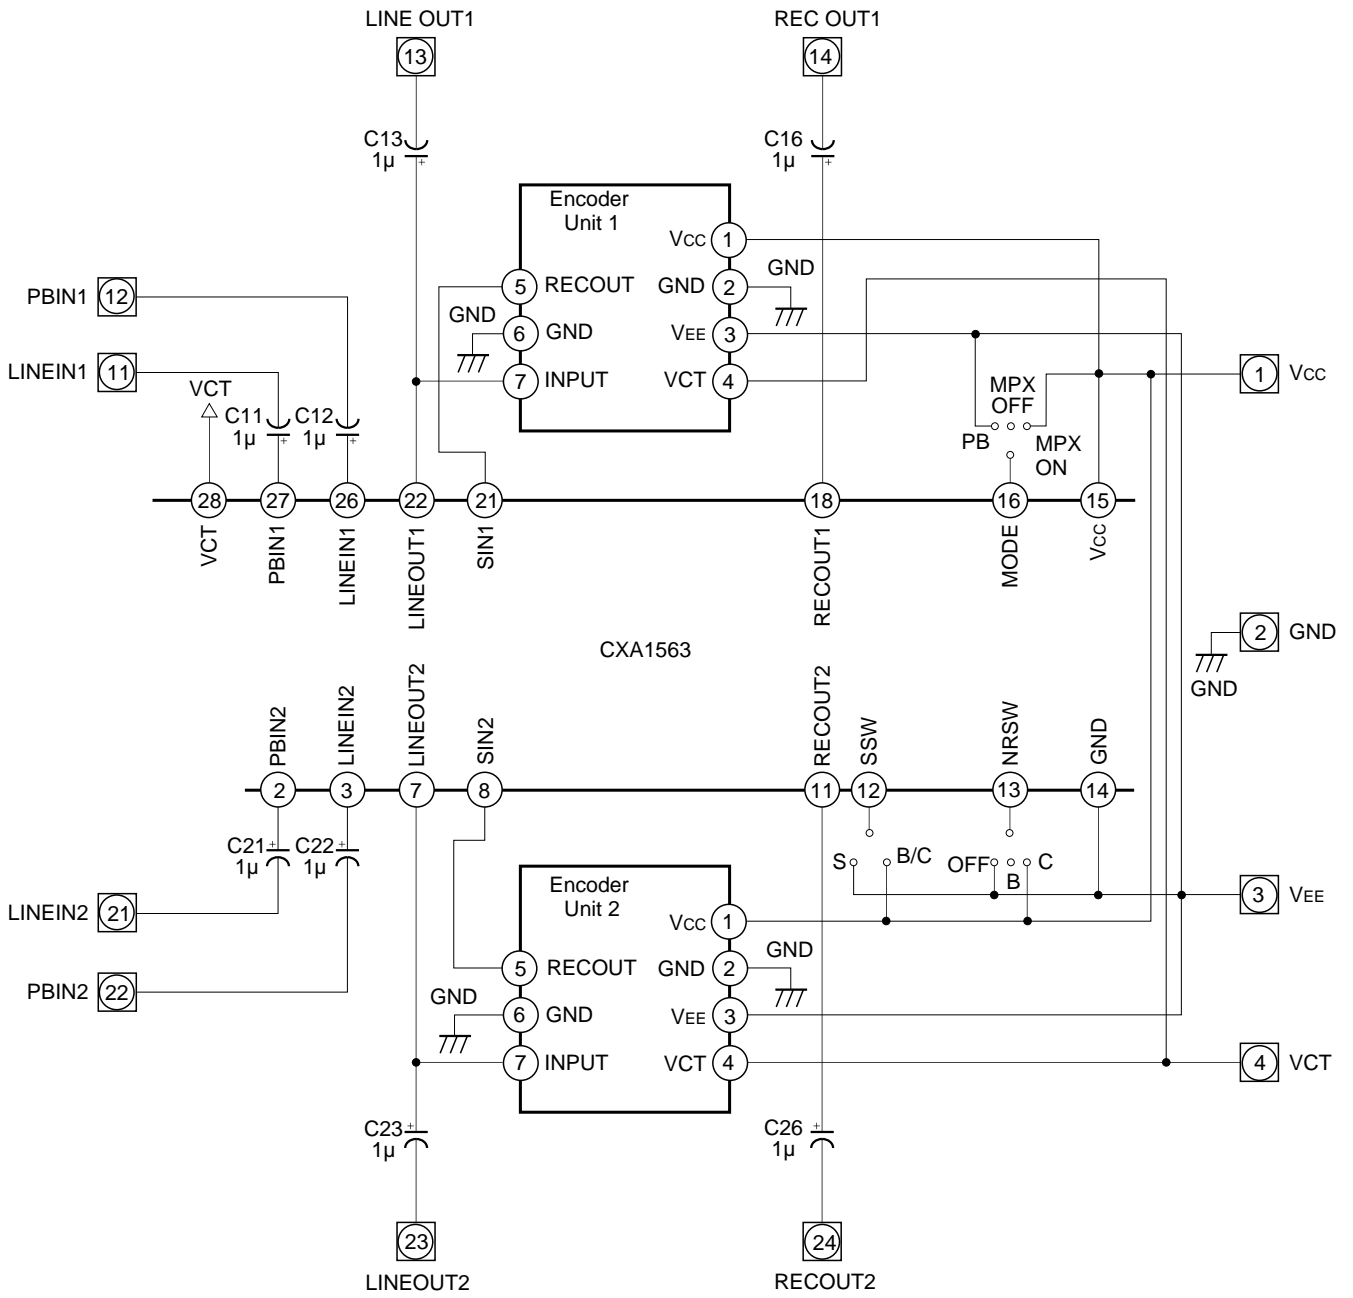 LINE OUT1
REC OUT1
13
14
C13
1µ
+
C16
1µ
+
Encoder
Unit 1
VCC 1
5 RECOUT
GND 2
GND
GND
6 GND
VEE 3
7 INPUT
VCT 4
PBIN1 12
LINEIN1 11
VCT
C11
1µ
+
C12
1µ
+
MPX
OFF
PB
MPX
ON
1 VCC
28
27
26
22
21
18
16
15
VCT
PBIN1
LINEIN1
LINEOUT1
SIN1
RECOUT1
MODE
VCC
CXA1563
2 GND
GND
PBIN2
LINEIN2
LINEOUT2
SIN2
RECOUT2
SSW
NRSW
GND
2
3
7
8
11
12
13
14
C21
1µ
+
C22
1µ
+
S
B/C
OFF
B
C
3 VEE
LINEIN2 21
PBIN2 22
Encoder
Unit 2
VCC 1
5 RECOUT
GND 2
GND
GND
6 GND
VEE 3
7 INPUT
VCT 4
4 VCT
C23
1µ
+
C26
1µ
+
23
24
LINEOUT2
RECOUT2